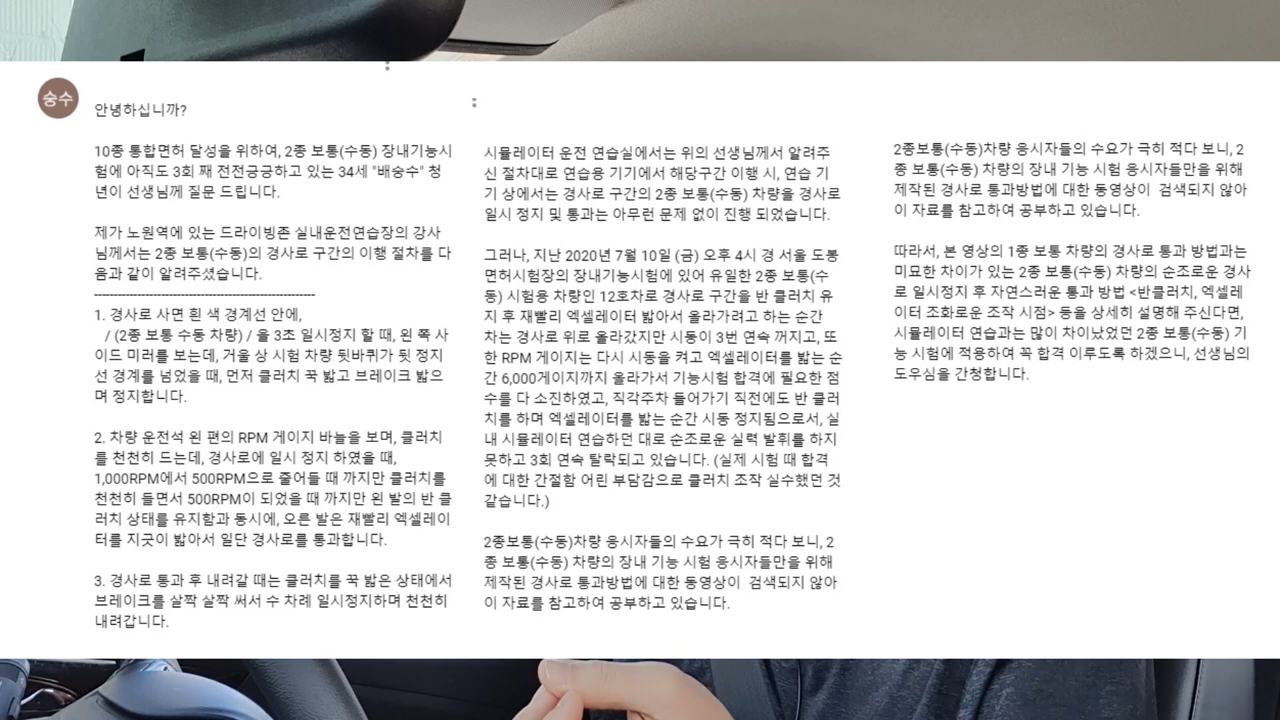 숭수
안녕하십니까?
10종 통합면허 달성을 위하여, 2종 보통(수동) 장내기능시
험에 아직도 3회 째 전전긍긍하고 있는 34세 "배숭수" 청
년이 선생님께 질문 드립니다.
제가 노원역에 있는 드라이빙존 실내운전연습장의 강사
님께서는 2종 보통(수동)의 경사로 구간의 이행 절차를 다
음과 같이 알려주셨습니다.
-------------------------------------------------------
1. 경사로 사면 흰 색 경계선 안에,
/ (2종 보통 수동 차량) / 을 3초 일시정지 할 때, 왼 쪽 사
이드 미러를 보는데, 거울 상 시험 차량 뒷바퀴가 뒷 정지
선 경계를 넘었을 때, 먼저 클러치 꾹 밟고 브레이크 밟으
며 정지합니다.
2. 차량 운전석 왼 편의 RPM 게이지 바늘을 보며, 클러치
를 천천히 드는데, 경사로에 일시 정지 하였을 때,
1,000RPM에서 500RPM으로 줄어들 때 까지만 클러치를
천천히 들면서 500RPM이 되었을 때 까지만 왼 발의 반 클
러치 상태를 유지함과 동시에, 오른 발은 재빨리 엑셀레이
터를 지긋이 밟아서 일단 경사로를 통과합니다.
3. 경사로 통과 후 내려갈 때는 클러치를 꾹 밟은 상태에서
브레이크를 살짝 살짝 써서 수 차례 일시정지하며 천천히
내려갑니다.
시뮬레이터 운전 연습실에서는 위의 선생님께서 알려주
신 절차대로 연습용 기기에서 해당구간 이행 시, 연습 기
기 상에서는 경사로 구간의 2종 보통(수동) 차량을 경사로
일시 정지 및 통과는 아무런 문제 없이 진행 되었습니다.
그러나, 지난 2020년 7월 10일 (금) 오후 4시 경 서울 도봉
면허시험장의 장내기능시험에 있어 유일한 2종 보통(수
동) 시험용 차량인 12호차로 경사로 구간을 반 클러치 유
지 후 재빨리 엑셀레이터 밟아서 올라가려고 하는 순간
차는 경사로 위로 올라갔지만 시동이 3번 연속 꺼지고, 또
한 RPM 게이지는 다시 시동을 켜고 엑셀레이터를 밟는 순
간 6,000게이지까지 올라가서 기능시험 합격에 필요한 점
수를 다 소진하였고, 직각주차 들어가기 직전에도 반 클러
치를 하며 엑셀레이터를 밟는 순간 시동 정지됨으로서, 실
내 시뮬레이터 연습하던 대로 순조로운 실력 발휘를 하지
못하고 3회 연속 탈락되고 있습니다. (실제 시험 때 합격
에 대한 간절함 어린 부담감으로 클러치 조작 실수했던 것
같습니다.)
2종보통(수동)차량 응시자들의 수요가 극히 적다 보니, 2
종 보통(수동) 차량의 장내 기능 시험 응시자들만을 위해
제작된 경사로 통과방법에 대한 동영상이  검색되지 않아
이 자료를 참고하여 공부하고 있습니다.
2종보통(수동)차량 응시자들의 수요가 극히 적다 보니, 2
종 보통(수동) 차량의 장내 기능 시험 응시자들만을 위해
제작된 경사로 통과방법에 대한 동영상이  검색되지 않아
이 자료를 참고하여 공부하고 있습니다.
따라서, 본 영상의 1종 보통 차량의 경사로 통과 방법과는
미묘한 차이가 있는 2종 보통(수동) 차량의 순조로운 경사
로 일시정지 후 자연스러운 통과 방법 <반클러치, 엑셀레
이터 조화로운 조작 시점> 등을 상세히 설명해 주신다면,
시뮬레이터 연습과는 많이 차이났었던 2종 보통(수동) 기
능 시험에 적용하여 꼭 합격 이루도록 하겠으니, 선생님의
도우심을 간청합니다.